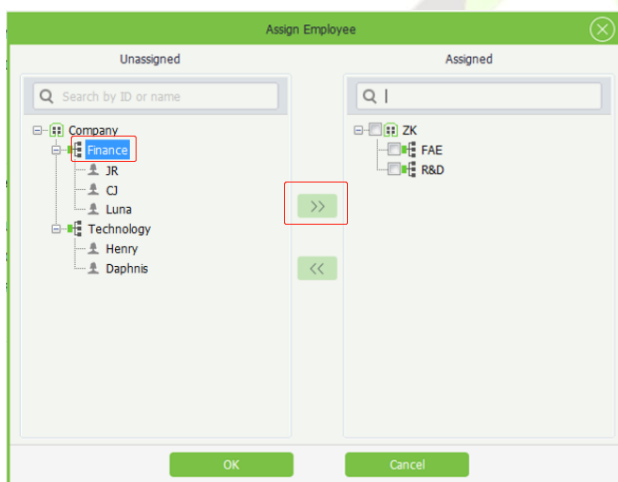 Assign Employee
Unassigned
Search by ID or name
Company
Finance
JR
CJ
Luna
Technology
Henry
Daphnis
>>
<<
Assigned
ZK
FAE
R&D
OK
Cancel